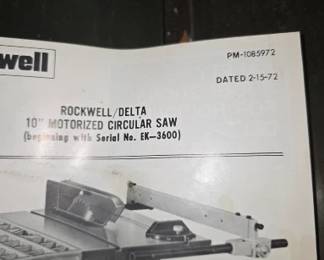 well
PM-1085972
DATED 2-15-72
ROCKWELL/DELTA
10" MOTORIZED CIRCULAR SAW
(beginning with Serial No. EK-3600)